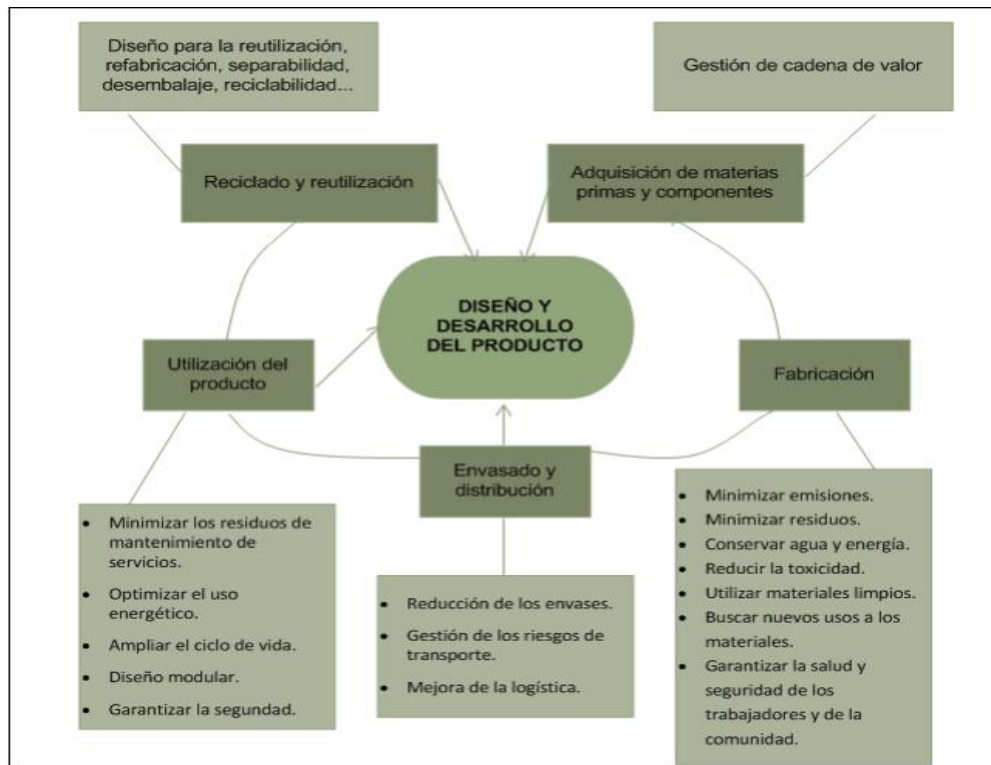 Diseño para la reutilización,
refabricación, separabilidad,
desembalaje, reciclabilidad...
Gestión de cadena de valor
Reciclado y reutilización
Adquisición de materias
primas y componentes
DISEÑO Y
DESARROLLO
DEL PRODUCTO
Utilización del
producto
Fabricación
Envasado y
distribución
• Minimizar los residuos de
mantenimiento de
servicios.
• Optimizar el uso
energético.
• Ampliar el ciclo de vida.
• Diseño modular.
• Garantizar la segundad.
• Reducción de los envases.
• Gestión de los riesgos de
transporte.
• Mejora de la logística.
• Minimizar emisiones.
• Minimizar residuos.
• Conservar agua y energía.
• Reducir la toxicidad.
• Utilizar materiales limpios.
• Buscar nuevos usos a los
materiales.
• Garantizar la salud y
seguridad de los
trabajadores y de la
comunidad.